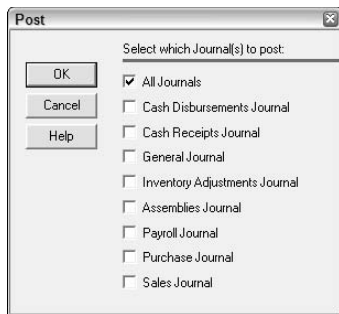 Post
Select which Journal(s) to post:
OK
Cancel
Help
All Journals
Cash Disbursements Journal
Cash Receipts Journal
General Journal
Inventory Adjustments Journal
Assemblies Journal
Payroll Journal
Purchase Journal
Sales Journal